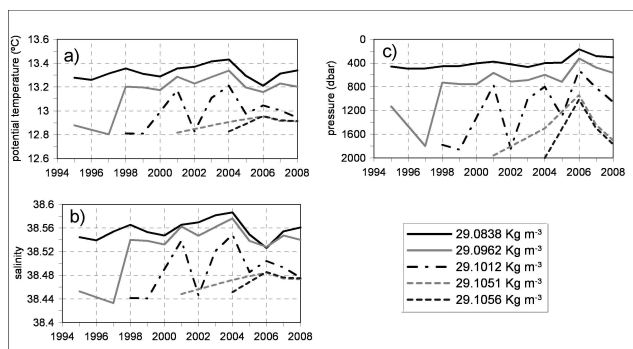 a)
potential temperature (ºC)
13.6
13.4
13.2
13
12.8
12.6
1994 1996 1998 2000 2002 2004 2006 2008
c)
pressure (dbar)
0
400
800
1200
1600
2000
1994 1996 1998 2000 2002 2004 2006 2008
b)
salinity
38.6
38.56
38.52
38.48
38.44
38.4
1994 1996 1998 2000 2002 2004 2006 2008
29.0838 Kg m⁻³
29.0962 Kg m⁻³
29.1012 Kg m⁻³
29.1051 Kg m⁻³
29.1056 Kg m⁻³